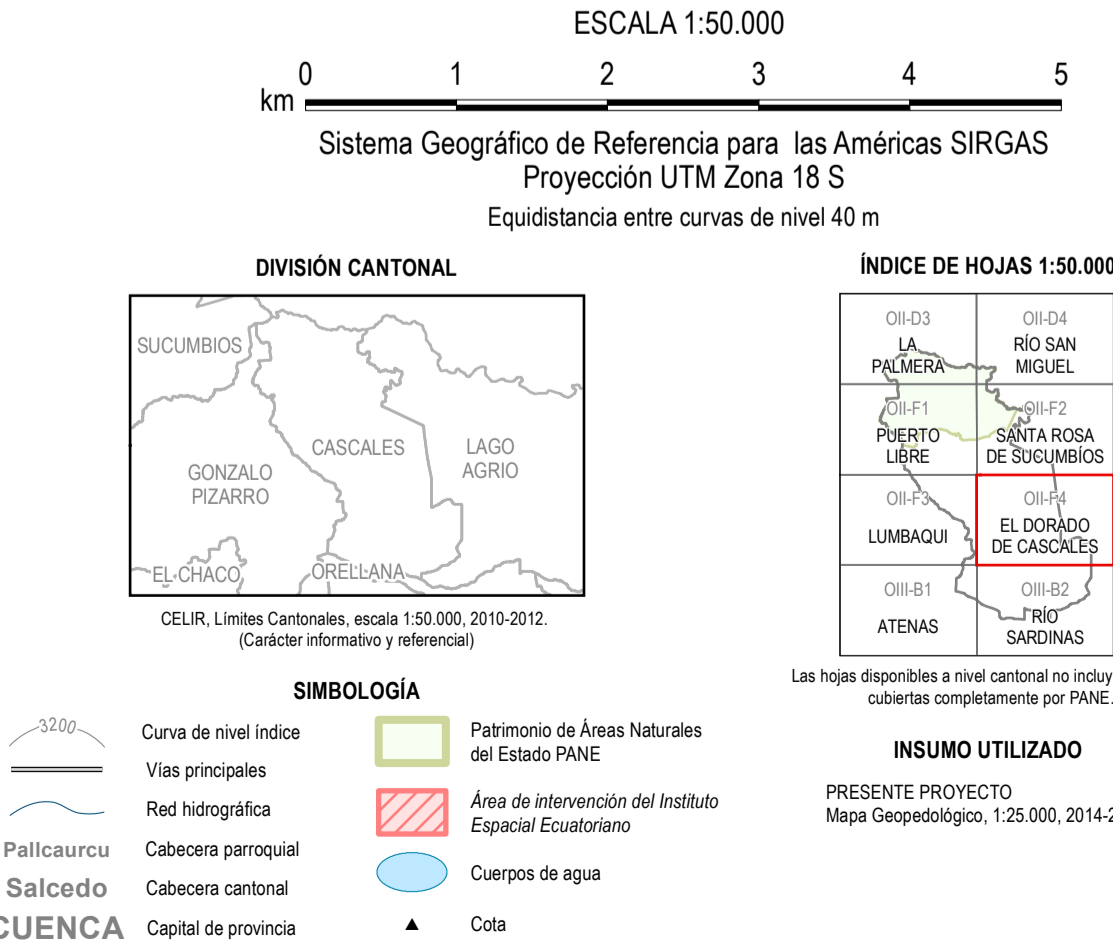 ESCALA 1:50.000
0 1 2 3 4 5
km
Sistema Geográfico de Referencia para las Américas SIRGAS
Proyección UTM Zona 18 S
Equidistancia entre curvas de nivel 40 m
DIVISIÓN CANTONAL
SUCUMBIOS
CASCALES
LAGO
AGRIO
GONZALO
PIZARRO
EL CHACO
ORELLANA
CELIR, Límites Cantonales, escala 1:50.000, 2010-2012.
(Carácter informativo y referencial)
ÍNDICE DE HOJAS 1:50.000
OII-D3
LA
PALMERA
OII-D4
RÍO SAN
MIGUEL
OII-F1
PUERTO
LIBRE
OII-F2
SANTA ROSA
DE SUCUMBÍOS
OII-F3
LUMBAQUI
OII-F4
EL DORADO
DE CASCALES
OIII-B1
ATENAS
OIII-B2
RÍO
SARDINAS
Las hojas disponibles a nivel cantonal no incluy
cubiertas completamente por PANE.
SIMBOLOGÍA
3200
Curva de nivel índice
Vías principales
Red hidrográfica
Pallcaurcu Cabecera parroquial
Salcedo Cabecera cantonal
CUENCA Capital de provincia
Patrimonio de Áreas Naturales
del Estado PANE
Área de intervención del Instituto
Espacial Ecuatoriano
Cuerpos de agua
Cota
INSUMO UTILIZADO
PRESENTE PROYECTO
Mapa Geopedológico, 1:25.000, 2014-2